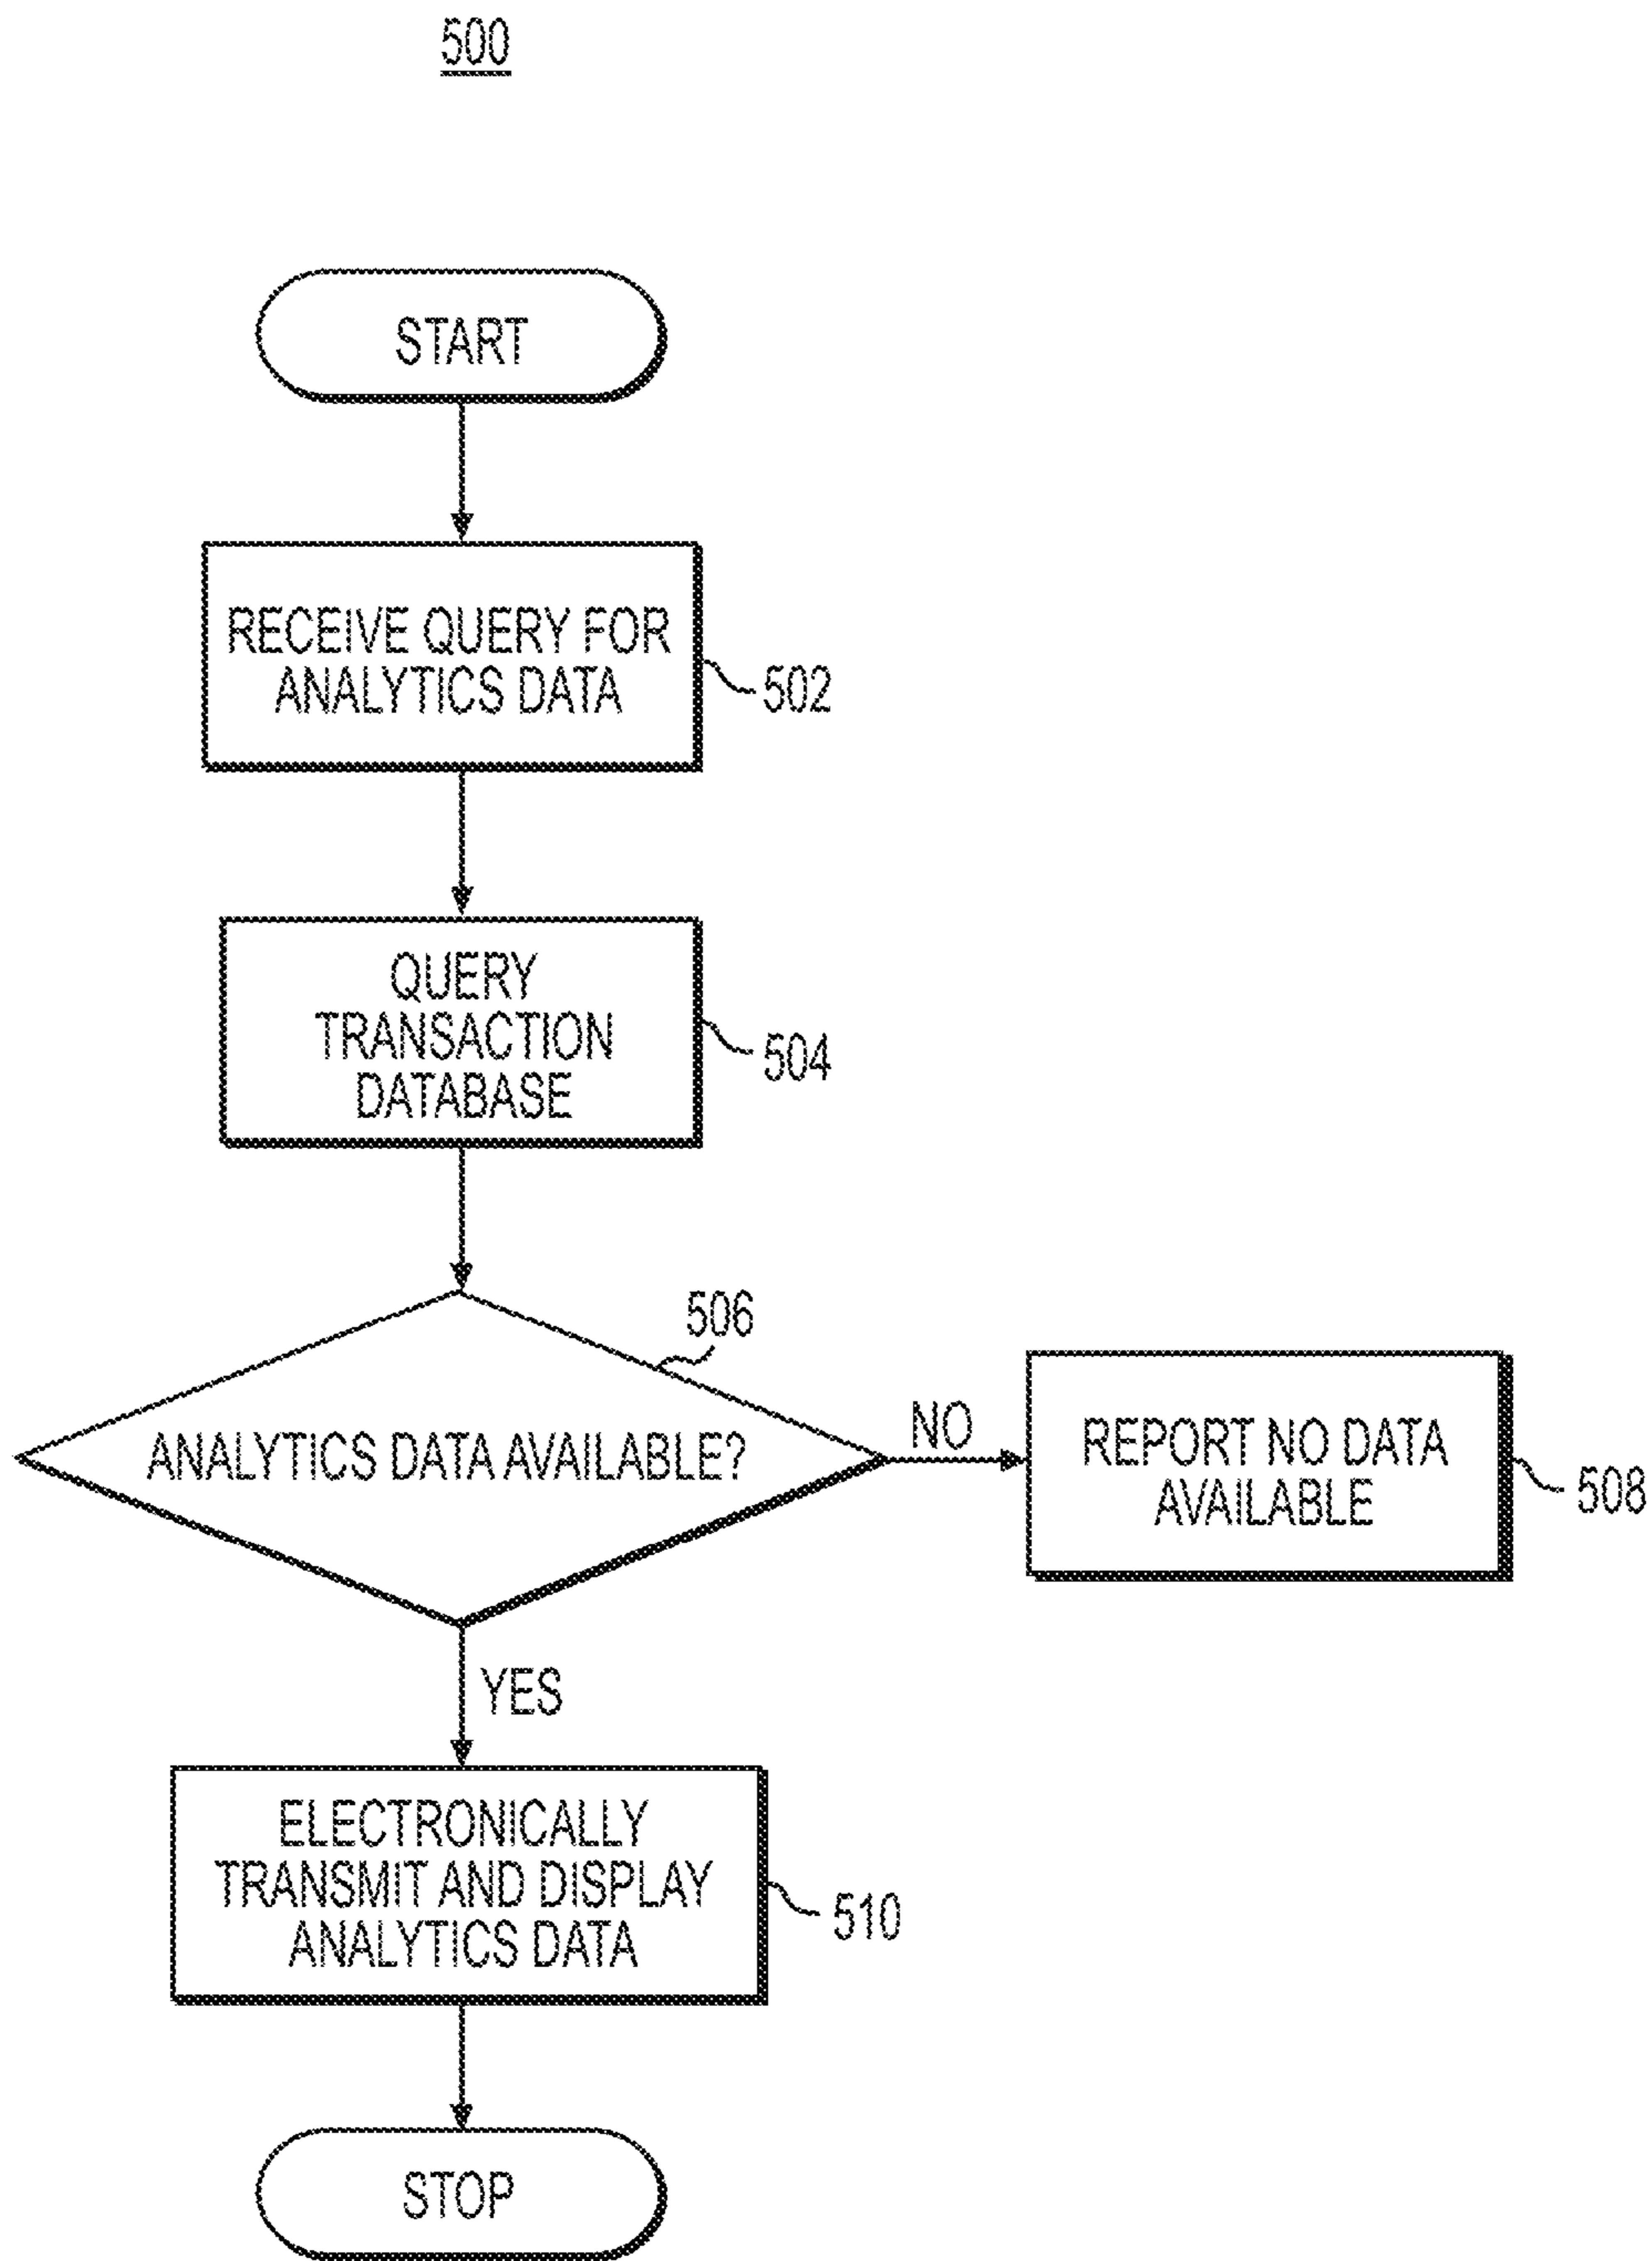 500
START
RECEIVE QUERY FOR
ANALYTICS DATA
502
QUERY
TRANSACTION
DATABASE
504
506
ANALYTICS DATA AVAILABLE?
NO
REPORT NO DATA
AVAILABLE
508
YES
ELECTRONICALLY
TRANSMIT AND DISPLAY
ANALYTICS DATA
510
STOP